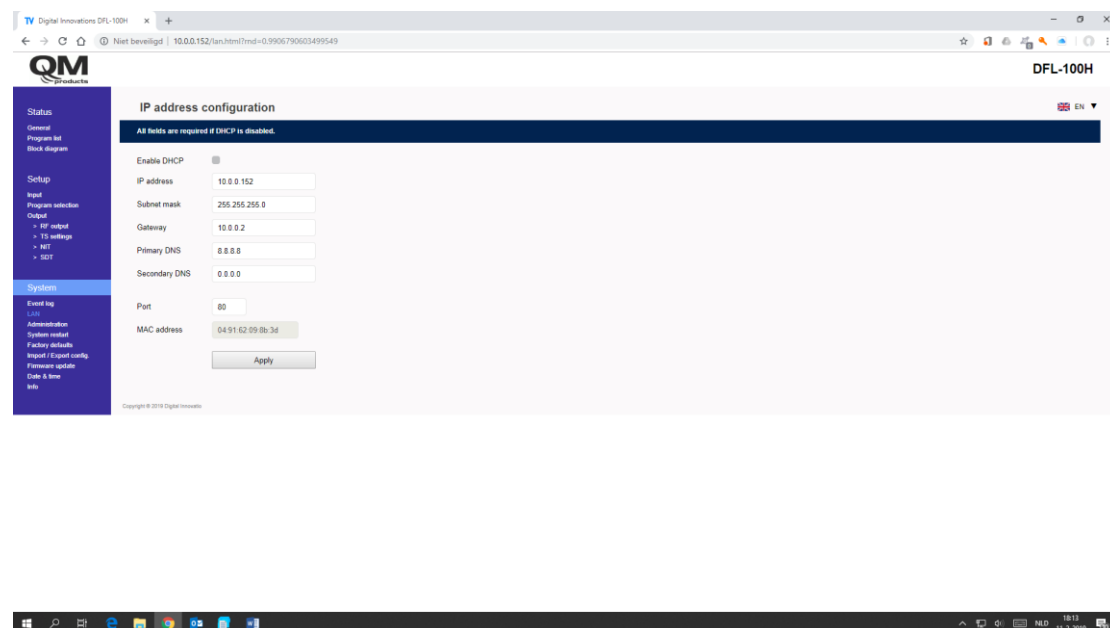 TV Digital Innovations DFL-100H × +
Niet beveiligd | 10.0.0.152/lan.html?rnd=0.9906790603499549
QM
products
DFL-100H
Status
General
Program list
Block diagram
Setup
Input
Program selection
Output
» RF output
» TS settings
» NIT
» SDT
System
Event log
LAN
Administration
System restart
Factory defaults
Import / Export config.
Firmware update
Date & time
Info
IP address configuration
EN ▼
All fields are required if DHCP is disabled.
Enable DHCP
IP address 10.0.0.152
Subnet mask 255.255.255.0
Gateway 10.0.0.2
Primary DNS 8.8.8.8
Secondary DNS 0.0.0.0
Port 80
MAC address 04:91:62:09:8b:3d
Apply
Copyright © 2019 Digital Innovatio
NLD
18:13